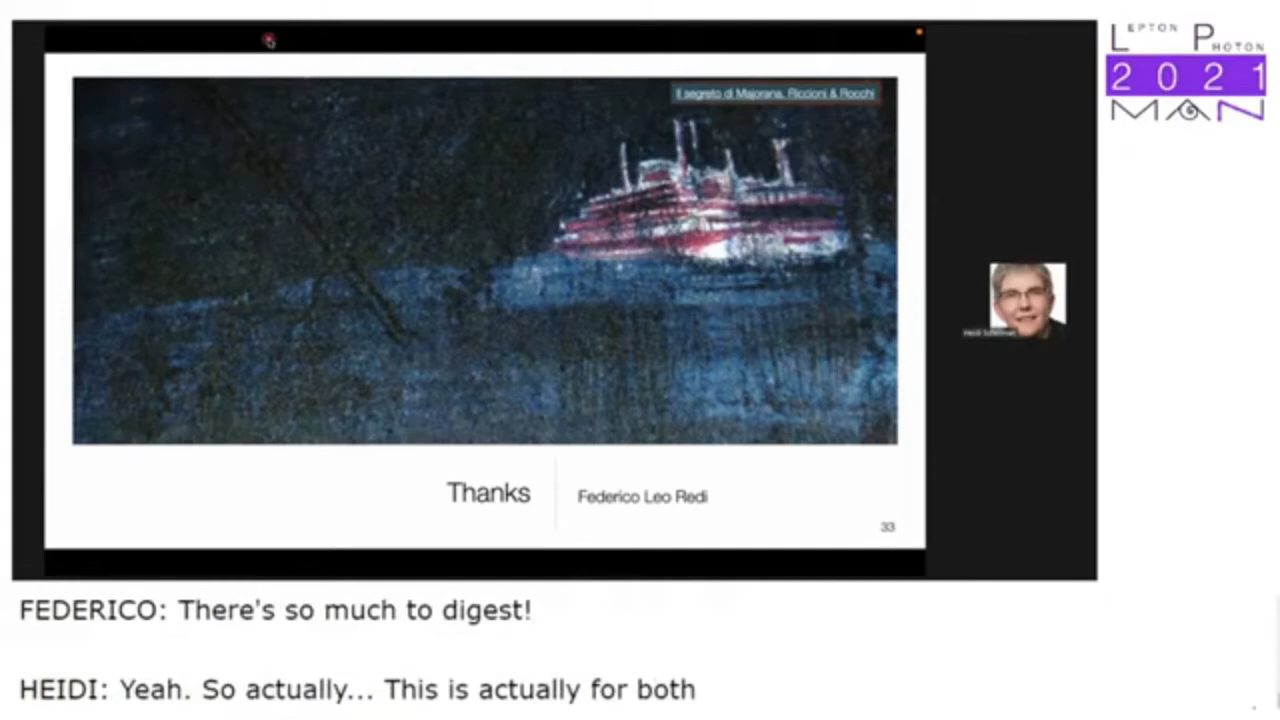 LEPTON PHOTON
2021
MAN
Il segreto di Majorana, Riccioni & Rocchi
Thanks
Federico Leo Redi
33
FEDERICO: There's so much to digest!
HEIDI: Yeah. So actually... This is actually for both